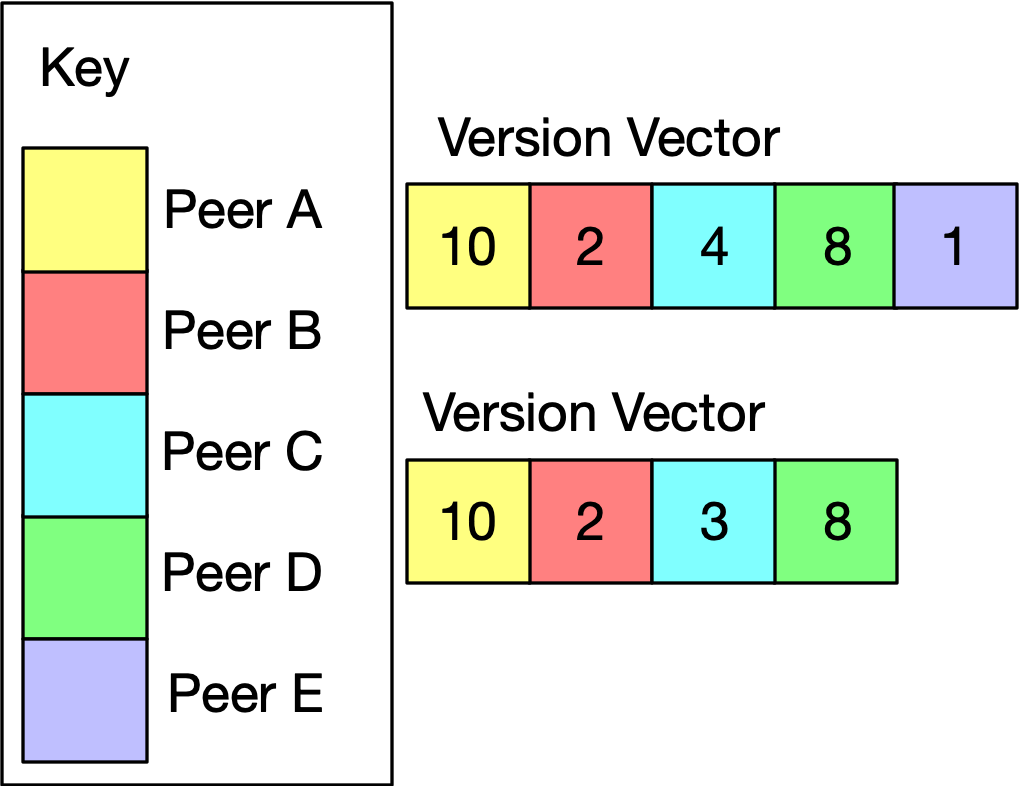 Key
Peer A
Peer B
Peer C
Peer D
Peer E
Version Vector
10 2 4 8 1
Version Vector
10 2 3 8